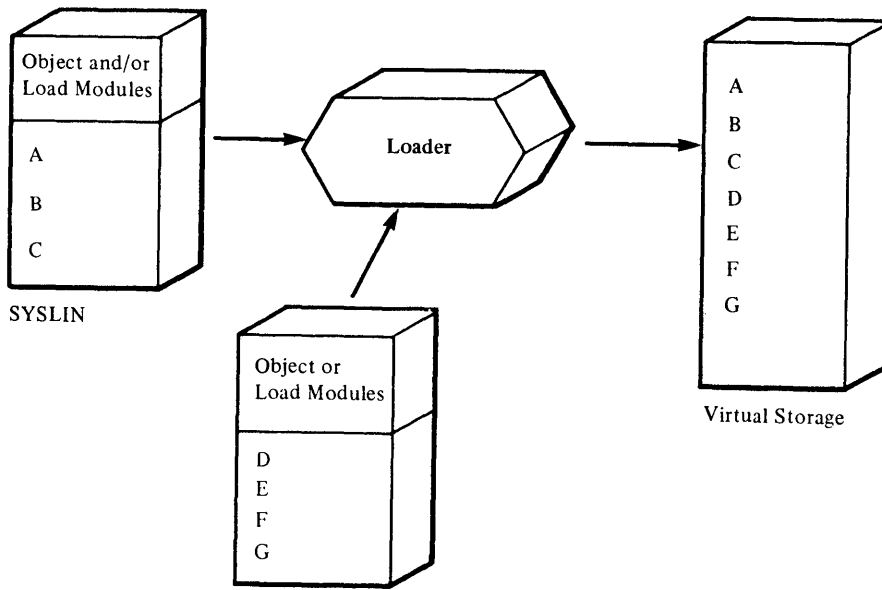 Object and/or
Load Modules
A
B
C
SYSLIN
Loader
Object or
Load Modules
D
E
F
G
A
B
C
D
E
F
G
Virtual Storage